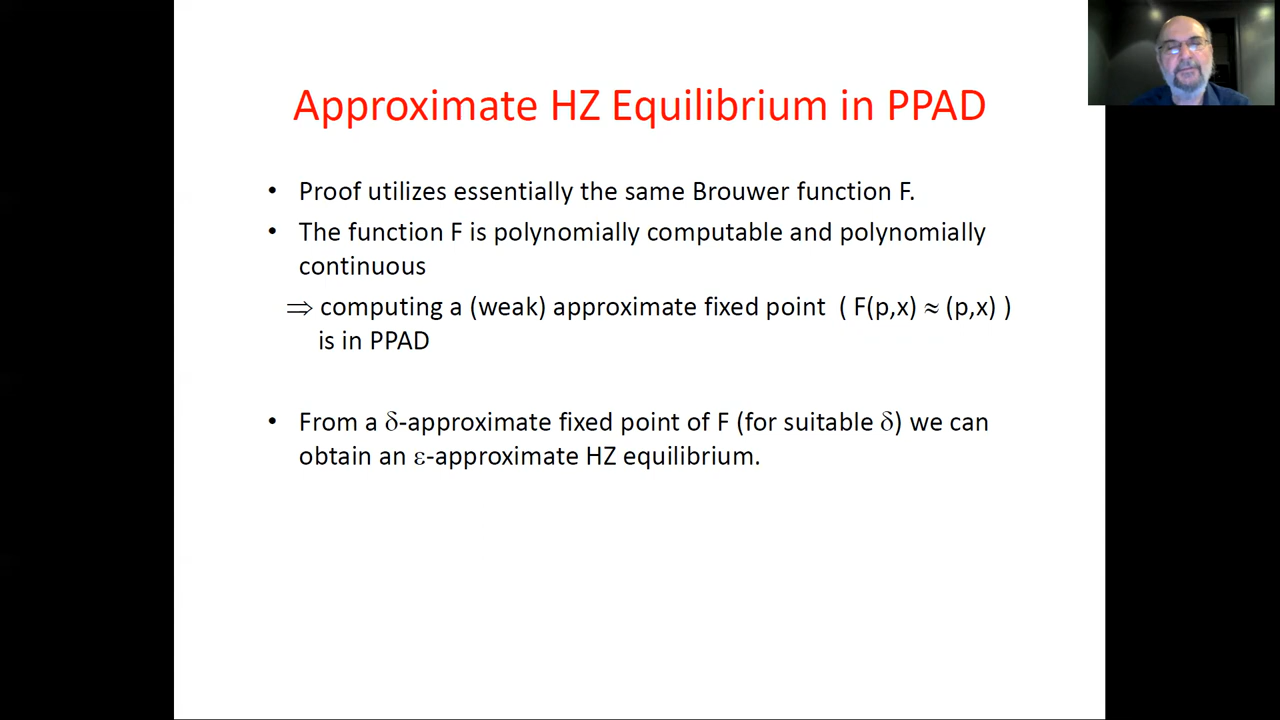 Approximate HZ Equilibrium in PPAD
• Proof utilizes essentially the same Brouwer function F.
• The function F is polynomially computable and polynomially
continuous
⇒ computing a (weak) approximate fixed point ( F(p,x) ≈ (p,x) )
is in PPAD
• From a δ-approximate fixed point of F (for suitable δ) we can
obtain an ε-approximate HZ equilibrium.